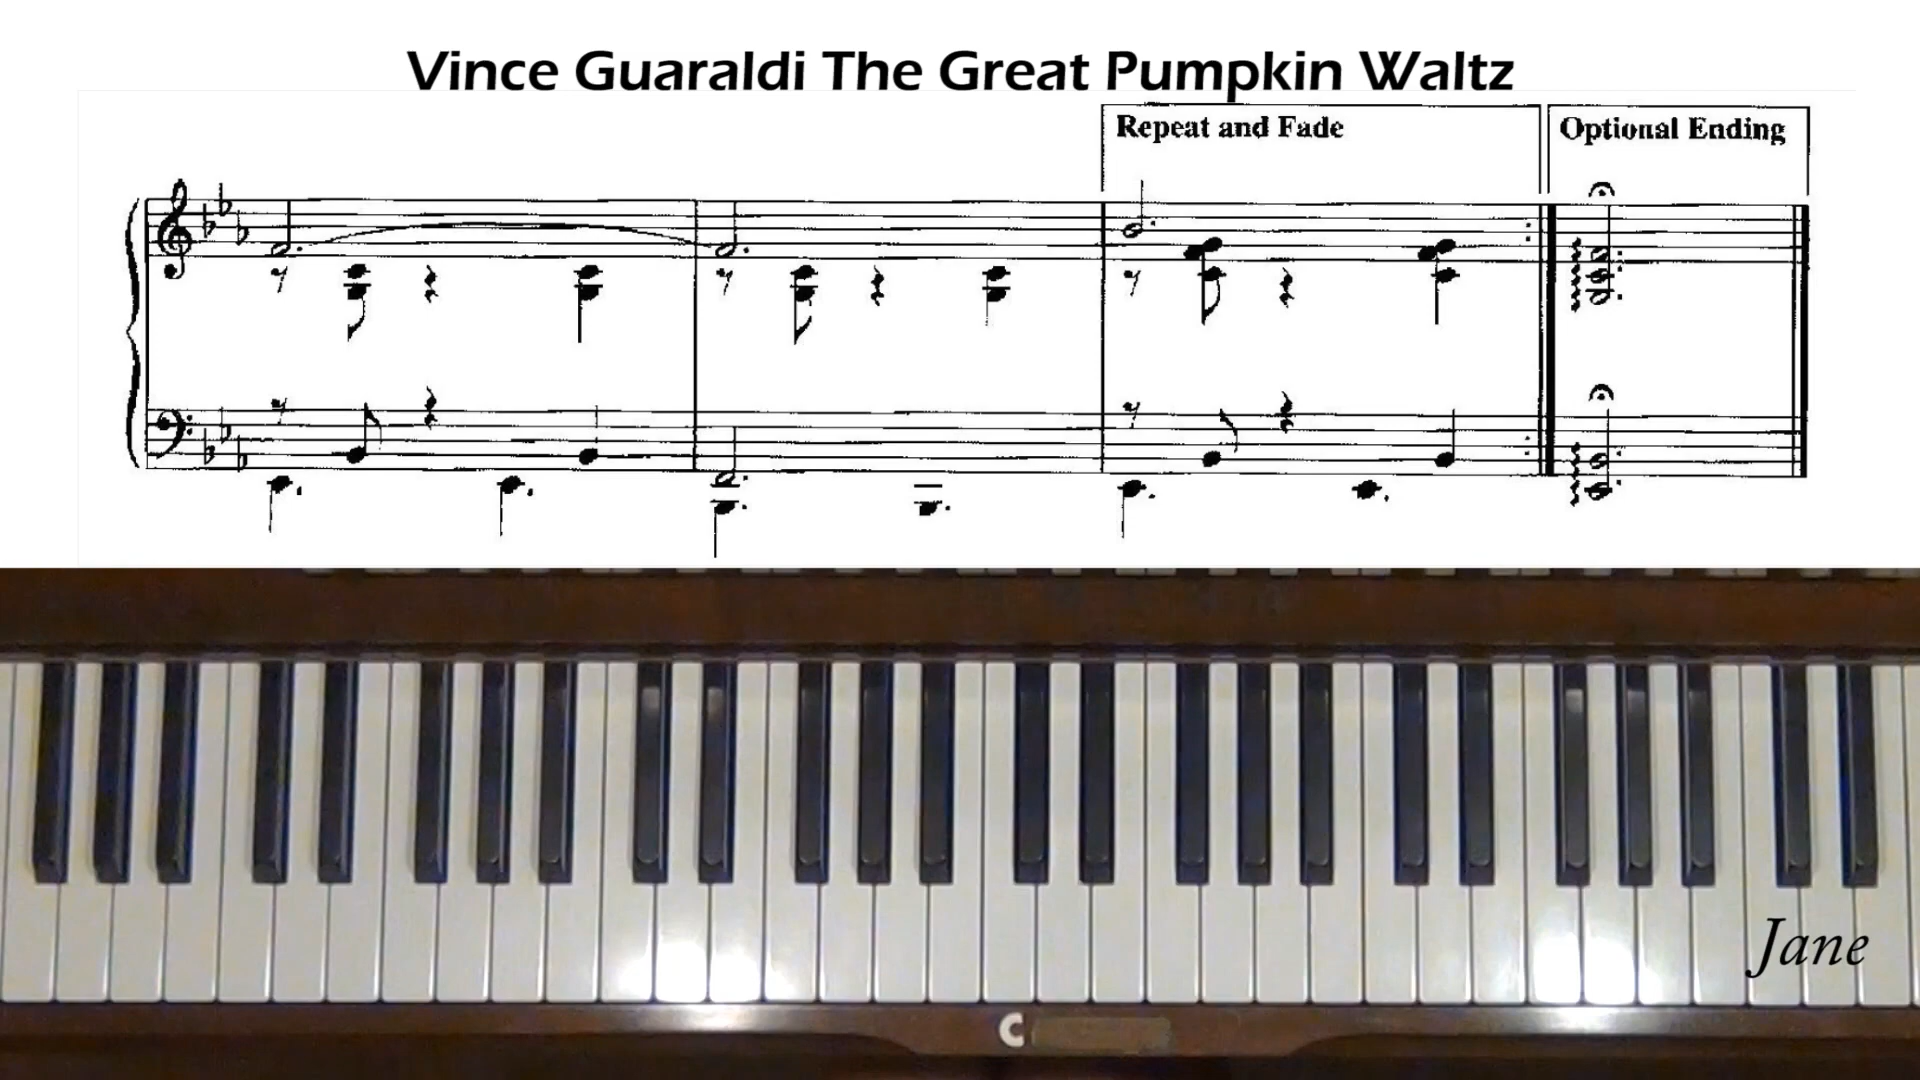 Vince Guaraldi The Great Pumpkin Waltz
Repeat and Fade
Optional Ending
Jane
C